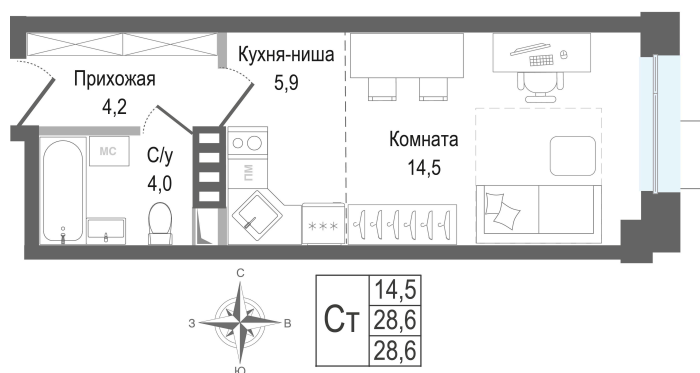 Прихожая
4,2
Кухня-ниша
5,9
Комната
14,5
С/у
4,0
МС
ПМ
***
С
З
В
Ю
Ст
14,5
28,6
28,6